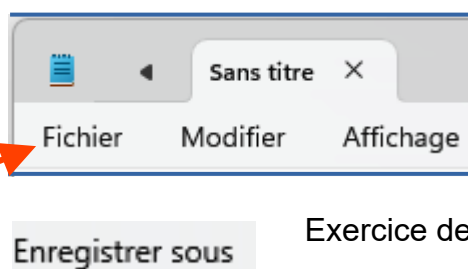 Sans titre
Fichier Modifier Affichage
Exercice de
Enregistrer sous